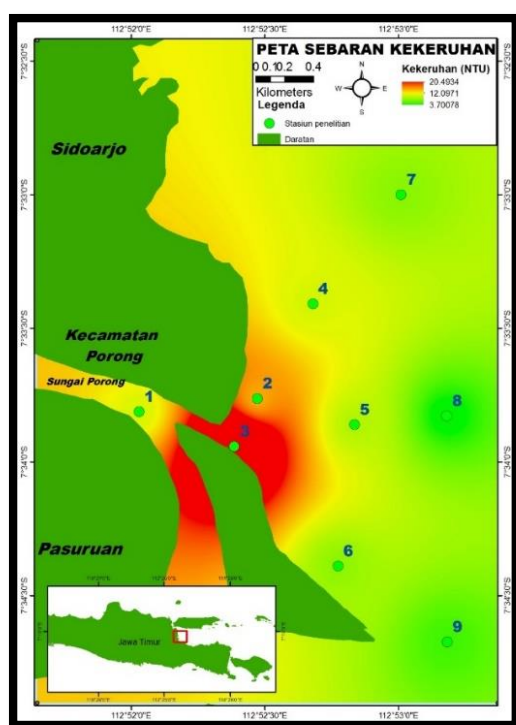 112°52'0"E 112°52'30"E 112°53'0"E
PETA SEBARAN KEKERUHAN
0 0.1 0.2 0.4
Kilometers
N
W E
S
Kekeruhan (NTU)
20.4934
12.0971
3.70078
Legenda
Stasiun penelitian
Daratan
7°32'30"S
7°32'30"S
Sidoarjo
7
7°33'0"S
7°33'0"S
4
7°33'30"S
7°33'30"S
Kecamatan
Porong
Sungai Porong
1
2
3
5
8
7°34'0"S
7°34'0"S
Pasuruan
6
7°34'30"S
7°34'30"S
9
Jawa Timur
112°52'0"E 112°52'30"E 112°53'0"E